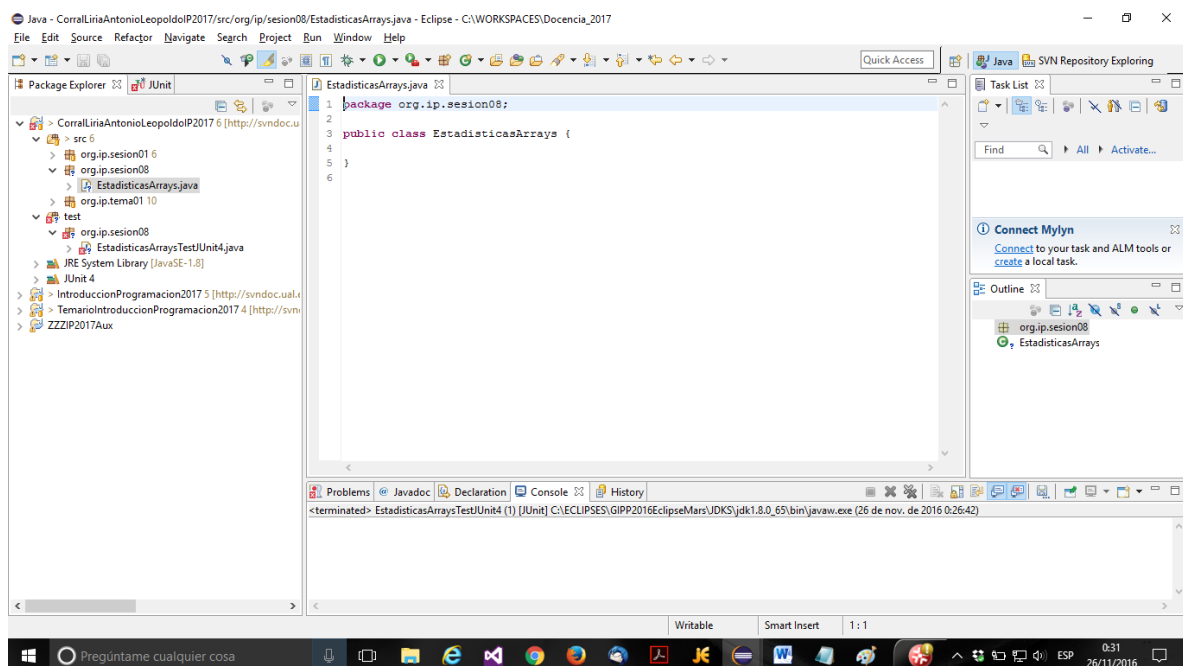 Java - CorralLiriaAntonioLeopoldoIP2017/src/org/ip/sesion08/EstadisticasArrays.java - Eclipse - C:\WORKSPACES\Docencia_2017
File Edit Source Refactor Navigate Search Project Run Window Help
Quick Access
Java
SVN Repository Exploring
Package Explorer
JUnit
> CorralLiriaAntonioLeopoldoIP2017 6 [http://svndoc.u
> src 6
org.ip.sesion01 6
org.ip.sesion08
EstadisticasArrays.java
org.ip.tema01 10
test
org.ip.sesion08
EstadisticasArraysTestJUnit4.java
JRE System Library [JavaSE-1.8]
JUnit 4
> IntroduccionProgramacion2017 5 [http://svndoc.ual.e
> TemarioIntroduccionProgramacion2017 4 [http://svn
ZZZIP2017Aux
EstadisticasArrays.java
1 package org.ip.sesion08;
2
3 public class EstadisticasArrays {
4
5 }
6
Task List
Find
All
Activate...
Connect Mylyn
Connect to your task and ALM tools or
create a local task.
Outline
org.ip.sesion08
EstadisticasArrays
Problems
@ Javadoc
Declaration
Console
History
<terminated> EstadisticasArraysTestJUnit4 (1) [JUnit] C:\ECLIPSES\GIPP2016EclipseMars\JDKS\jdk1.8.0_65\bin\javaw.exe (26 de nov. de 2016 0:26:42)
Writable
Smart Insert
1 : 1
Pregúntame cualquier cosa
ESP
0:31
26/11/2016